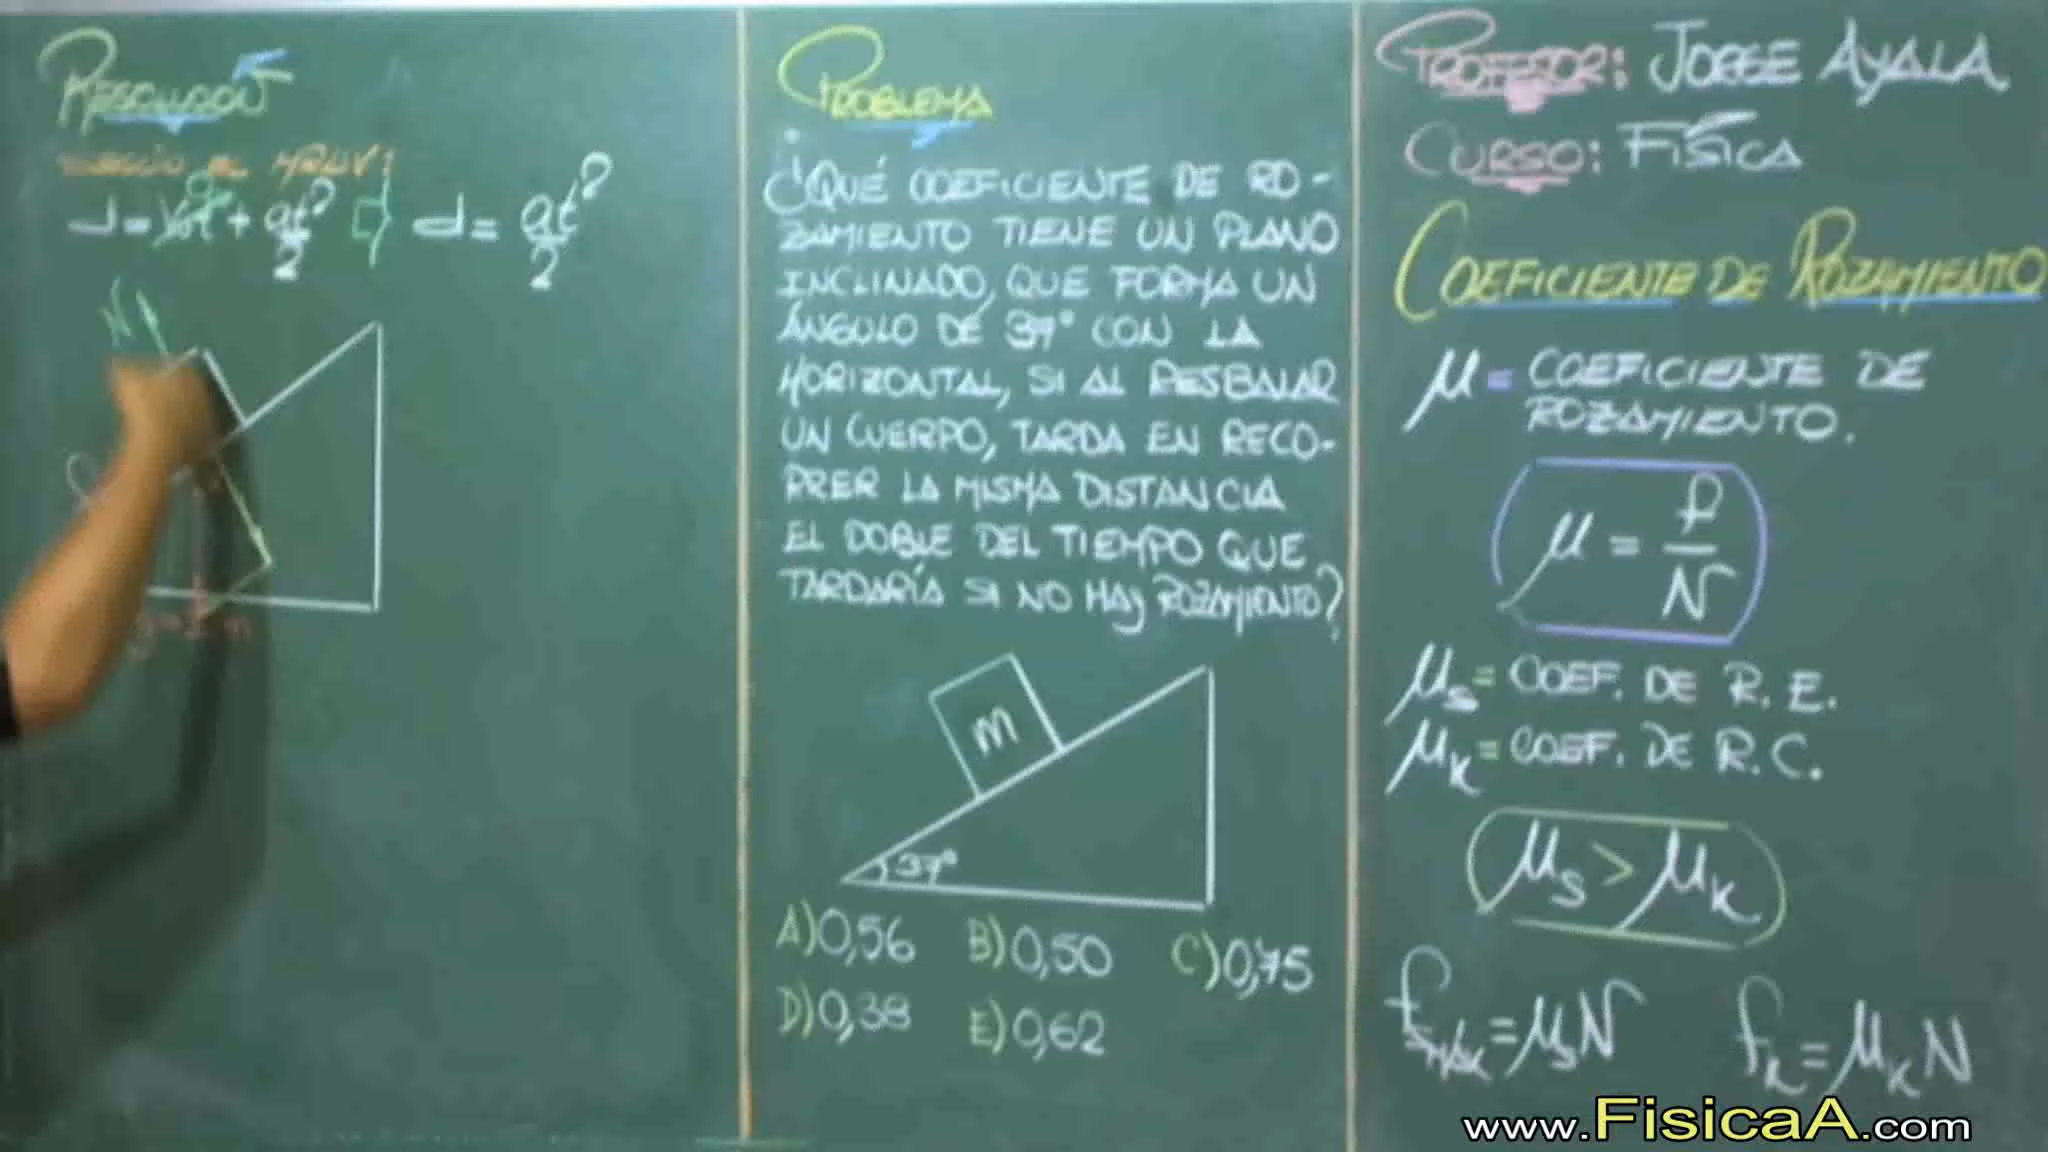 RESOLUCIÓN
SEGÚN EL MRUV:
d = V₀t + at²/2 ⇒ d = at²/2
N
PROBLEMA
¿QUÉ COEFICIENTE DE RO-
ZAMIENTO TIENE UN PLANO
INCLINADO, QUE FORMA UN
ÁNGULO DE 37° CON LA
HORIZONTAL, SI AL RESBALAR
UN CUERPO, TARDA EN RECO-
RRER LA MISMA DISTANCIA
EL DOBLE DEL TIEMPO QUE
TARDARÍA SI NO HAY ROZAMIENTO?
m
37°
A) 0,56 B) 0,50 C) 0,75
D) 0,38 E) 0,62
PROFESOR: JORGE AYALA
CURSO: FÍSICA
COEFICIENTE DE ROZAMIENTO
μ = COEFICIENTE DE
ROZAMIENTO.
μ = f/N
μs = COEF. DE R. E.
μk = COEF. DE R. C.
μs > μk
fsmáx = μsN fk = μkN
www.FisicaA.com